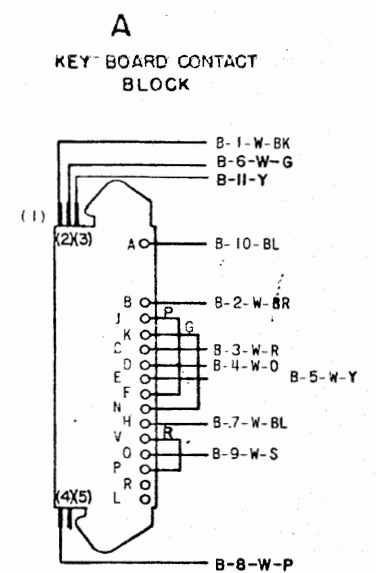 A
KEY BOARD CONTACT
BLOCK
B-1-W-BK
B-6-W-G
B-11-Y
(1)
(2)(3)
A B-10-BL
B B-2-W-BR
J P
K G
C B-3-W-R
D B-4-W-O
E B-5-W-Y
F
N
H B-7-W-BL
V R
O B-9-W-S
P
R
L
(4)(5)
B-8-W-P